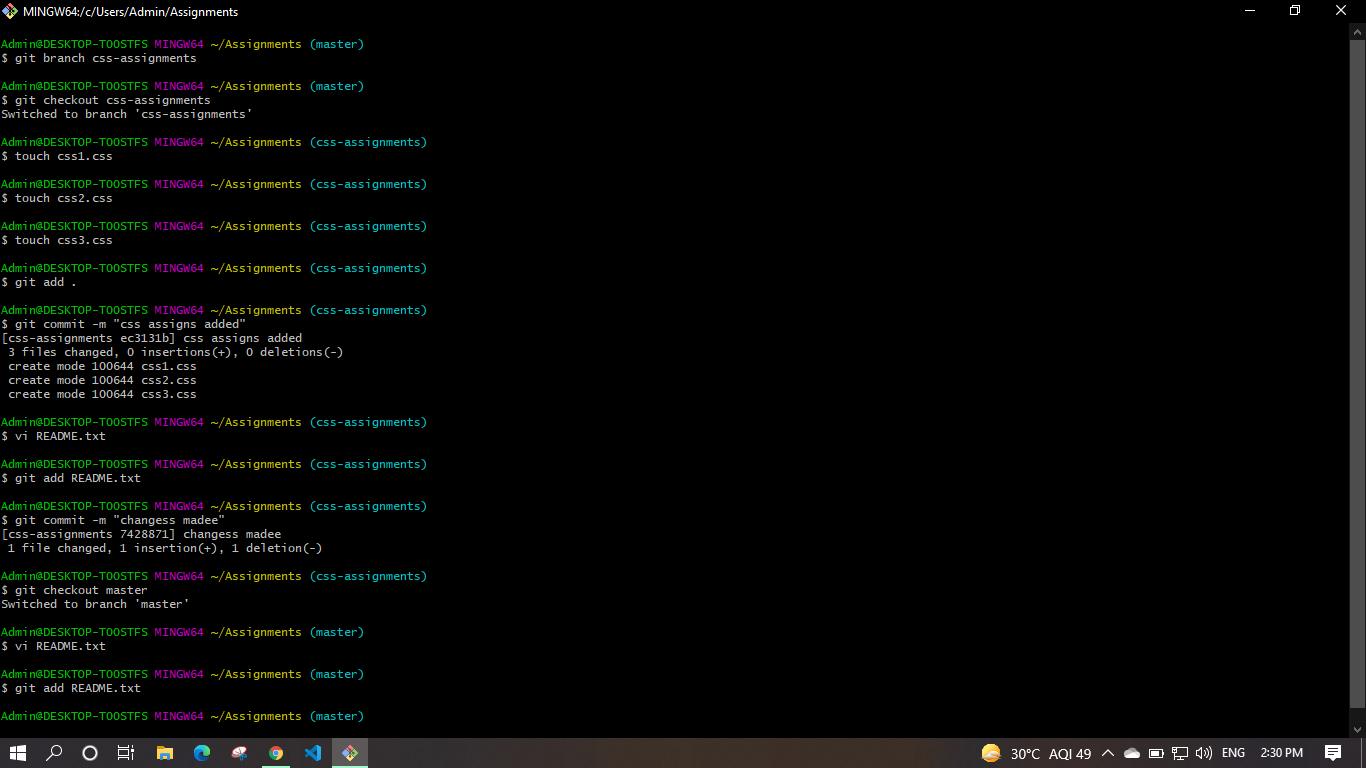 MINGW64:/c/Users/Admin/Assignments
Admin@DESKTOP-TOOSTFS MINGW64 ~/Assignments (master)
$ git branch css-assignments
Admin@DESKTOP-TOOSTFS MINGW64 ~/Assignments (master)
$ git checkout css-assignments
Switched to branch 'css-assignments'
Admin@DESKTOP-TOOSTFS MINGW64 ~/Assignments (css-assignments)
$ touch css1.css
Admin@DESKTOP-TOOSTFS MINGW64 ~/Assignments (css-assignments)
$ touch css2.css
Admin@DESKTOP-TOOSTFS MINGW64 ~/Assignments (css-assignments)
$ touch css3.css
Admin@DESKTOP-TOOSTFS MINGW64 ~/Assignments (css-assignments)
$ git add .
Admin@DESKTOP-TOOSTFS MINGW64 ~/Assignments (css-assignments)
$ git commit -m "css assigns added"
[css-assignments ec3131b] css assigns added
3 files changed, 0 insertions(+), 0 deletions(-)
create mode 100644 css1.css
create mode 100644 css2.css
create mode 100644 css3.css
Admin@DESKTOP-TOOSTFS MINGW64 ~/Assignments (css-assignments)
$ vi README.txt
Admin@DESKTOP-TOOSTFS MINGW64 ~/Assignments (css-assignments)
$ git add README.txt
Admin@DESKTOP-TOOSTFS MINGW64 ~/Assignments (css-assignments)
$ git commit -m "changess madee"
[css-assignments 7428871] changess madee
1 file changed, 1 insertion(+), 1 deletion(-)
Admin@DESKTOP-TOOSTFS MINGW64 ~/Assignments (css-assignments)
$ git checkout master
Switched to branch 'master'
Admin@DESKTOP-TOOSTFS MINGW64 ~/Assignments (master)
$ vi README.txt
Admin@DESKTOP-TOOSTFS MINGW64 ~/Assignments (master)
$ git add README.txt
Admin@DESKTOP-TOOSTFS MINGW64 ~/Assignments (master)
30°C AQI 49 ENG 2:30 PM